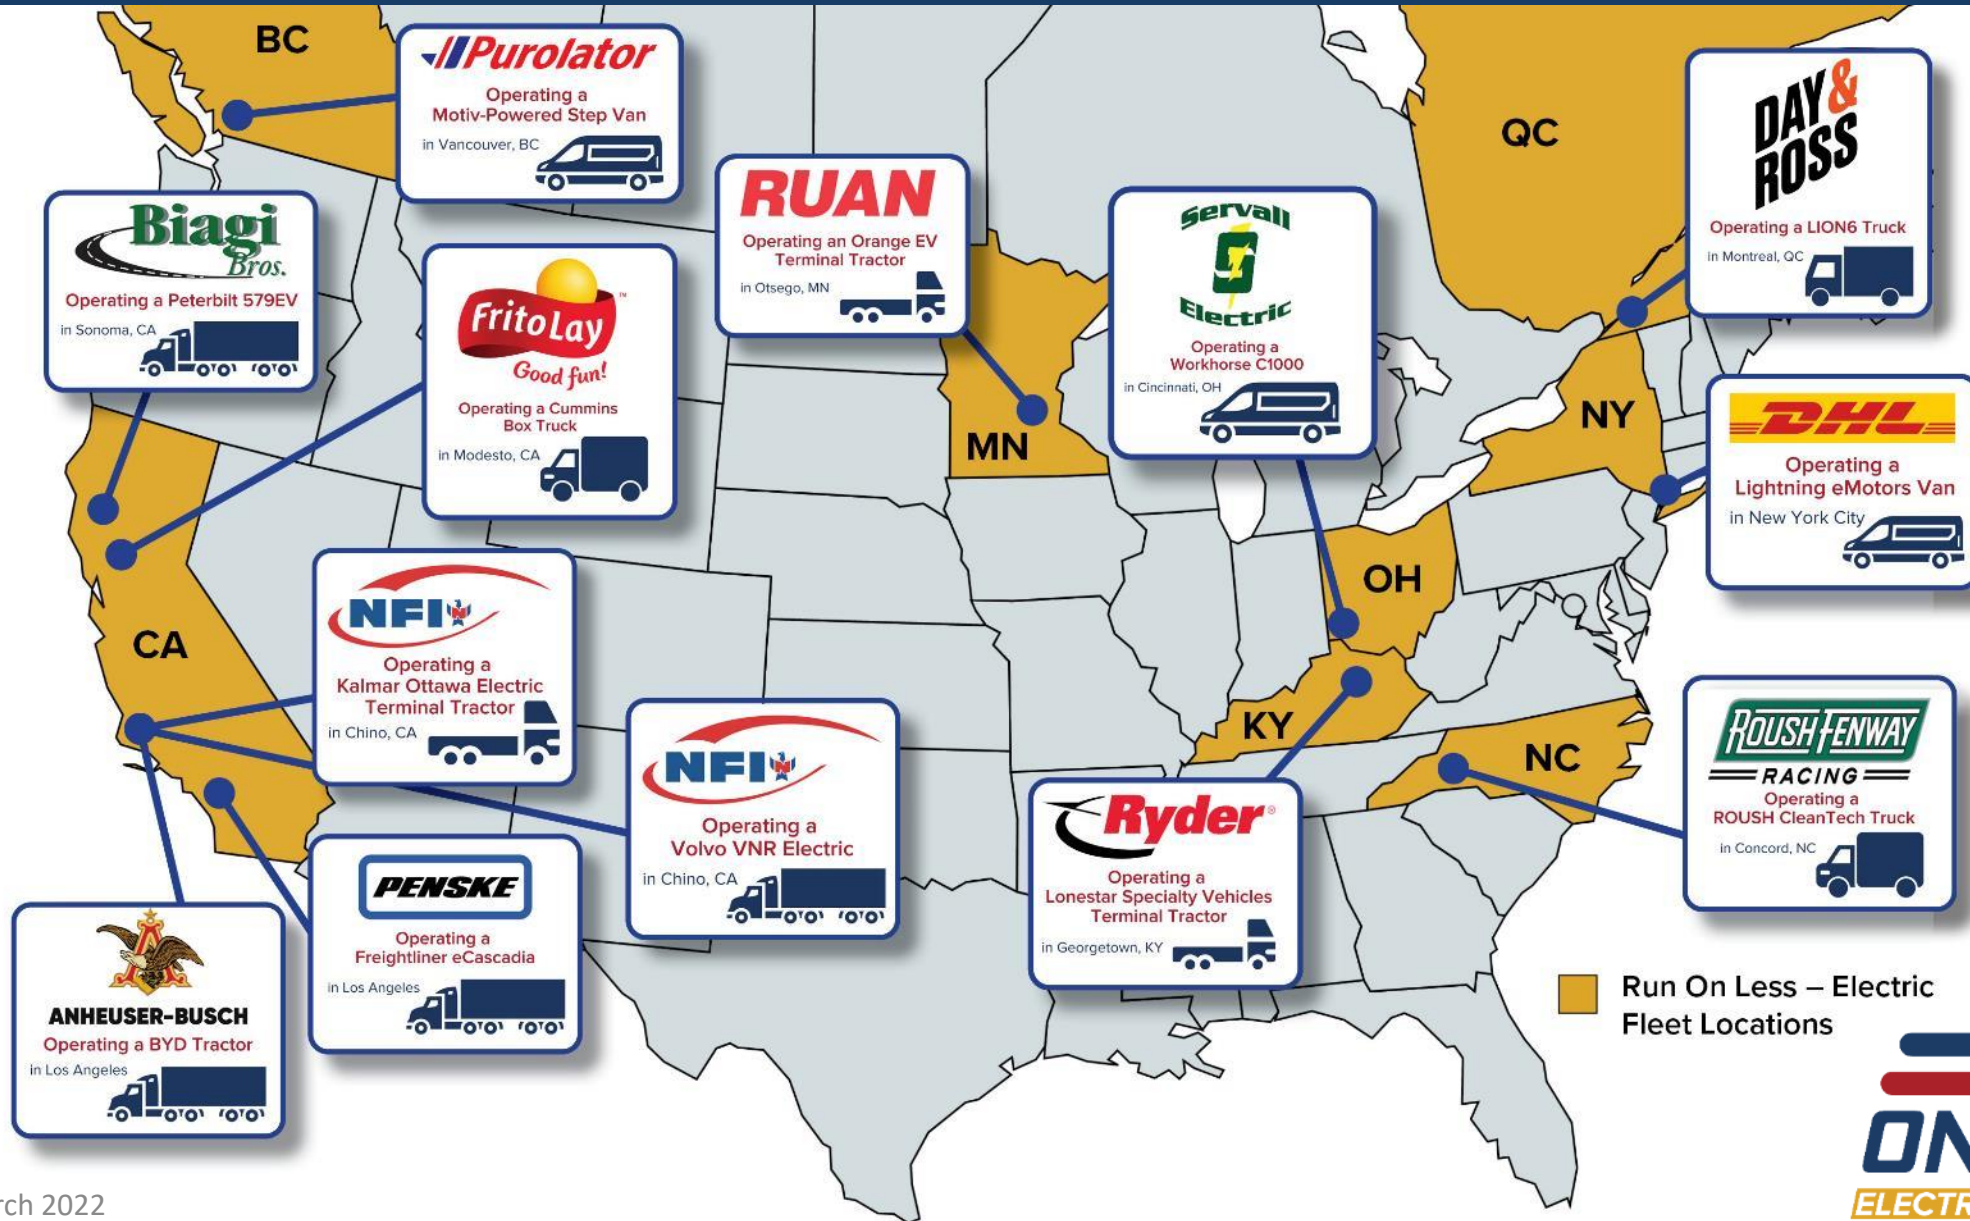 BC
Purolator
Operating a
Motiv-Powered Step Van
in Vancouver, BC
QC
DAY &
ROSS
Operating a LION6 Truck
in Montreal, QC
RUAN
Operating an Orange EV
Terminal Tractor
in Otsego, MN
Servall
S
Electric
Operating a
Workhorse C1000
in Cincinnati, OH
Biagi
Bros.
Operating a Peterbilt 579EV
in Sonoma, CA
Frito Lay
™
Good fun!
Operating a Cummins
Box Truck
in Modesto, CA
MN
NY
DHL
Operating a
Lightning eMotors Van
in New York City
OH
CA
NFI
N
Operating a
Kalmar Ottawa Electric
Terminal Tractor
in Chino, CA
NFI
N
Operating a
Volvo VNR Electric
in Chino, CA
KY
NC
ROUSH FENWAY
RACING
Operating a
ROUSH CleanTech Truck
in Concord, NC
Ryder®
Operating a
Lonestar Specialty Vehicles
Terminal Tractor
in Georgetown, KY
PENSKE
Operating a
Freightliner eCascadia
in Los Angeles
A
ANHEUSER-BUSCH
Operating a BYD Tractor
in Los Angeles
Run On Less – Electric
Fleet Locations
ON
ELECTR
rch 2022